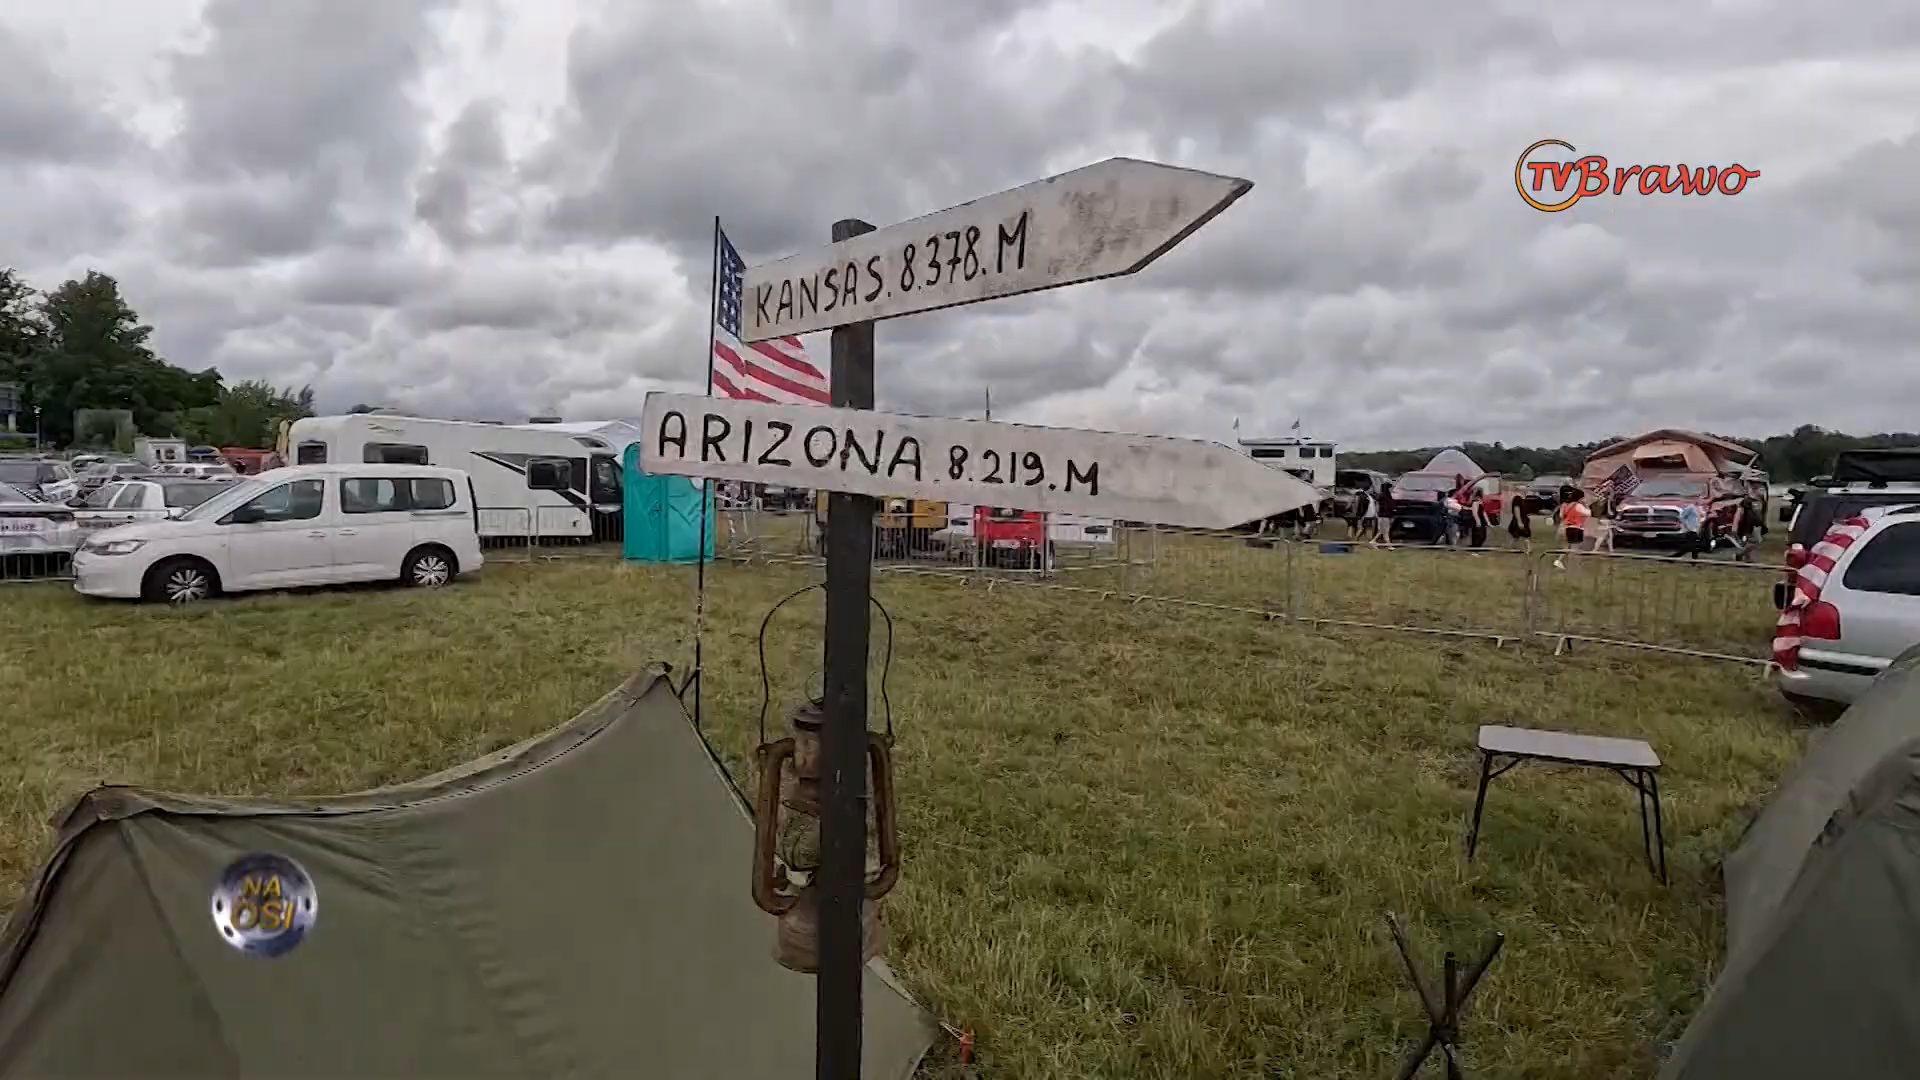 TVBrawo
KANSAS. 8.378. M
ARIZONA. 8.219. M
NA
OSI